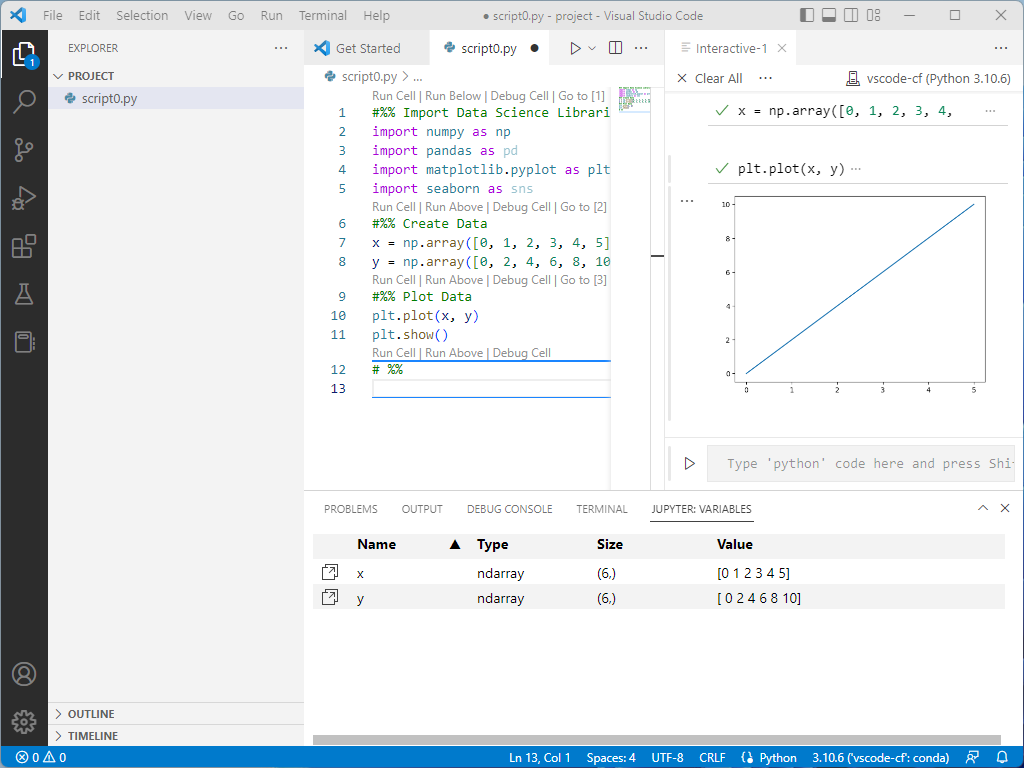 File Edit Selection View Go Run Terminal Help ● script0.py - project - Visual Studio Code
EXPLORER
PROJECT
script0.py
OUTLINE
TIMELINE
1
Get Started script0.py
script0.py > ...
Run Cell | Run Below | Debug Cell | Go to [1]
1 #%% Import Data Science Librari
2 import numpy as np
3 import pandas as pd
4 import matplotlib.pyplot as plt
5 import seaborn as sns
Run Cell | Run Above | Debug Cell | Go to [2]
6 #%% Create Data
7 x = np.array([0, 1, 2, 3, 4, 5]
8 y = np.array([0, 2, 4, 6, 8, 10
Run Cell | Run Above | Debug Cell | Go to [3]
9 #%% Plot Data
10 plt.plot(x, y)
11 plt.show()
Run Cell | Run Above | Debug Cell
12 # %%
13
Interactive-1
Clear All ... vscode-cf (Python 3.10.6)
x = np.array([0, 1, 2, 3, 4, ...
plt.plot(x, y) ...
10
8
6
4
2
0
0 1 2 3 4 5
Type 'python' code here and press Shi
PROBLEMS OUTPUT DEBUG CONSOLE TERMINAL JUPYTER: VARIABLES
Name ▲ Type Size Value
x ndarray (6,) [0 1 2 3 4 5]
y ndarray (6,) [ 0 2 4 6 8 10]
0 0 Ln 13, Col 1 Spaces: 4 UTF-8 CRLF Python 3.10.6 ('vscode-cf': conda)